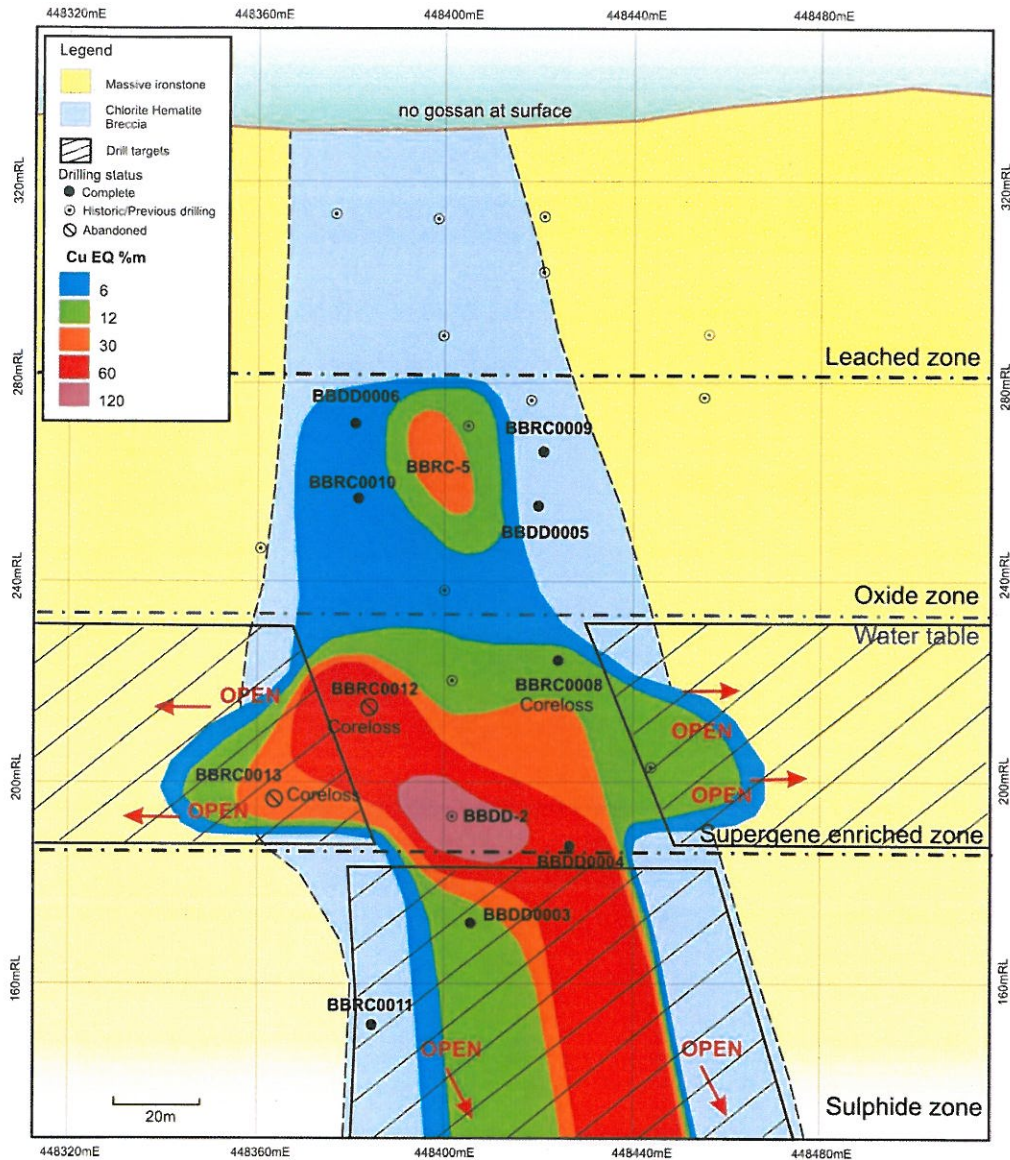 448320mE 448360mE 448400mE 448440mE 448480mE
Legend
Massive ironstone
Chlorite Hematite
Breccia
Drill targets
Drilling status
Complete
Historic/Previous drilling
Abandoned
Cu EQ %m
6
12
30
60
120
no gossan at surface
320mRL 320mRL
Leached zone
280mRL 280mRL
BBDD0006
BBRC0009
BBRC-5
BBRC0010
BBDD0005
240mRL 240mRL
Oxide zone
Water table
OPEN
BBRC0012
Coreloss
BBRC0008
Coreloss
OPEN
BBRC0013
Coreloss
200mRL 200mRL
OPEN
OPEN
BBDD-2
Supergene enriched zone
BBDD0004
BBDD0003
160mRL 160mRL
BBRC0011
OPEN
OPEN
20m
Sulphide zone
448320mE 448360mE 448400mE 448440mE 448480mE